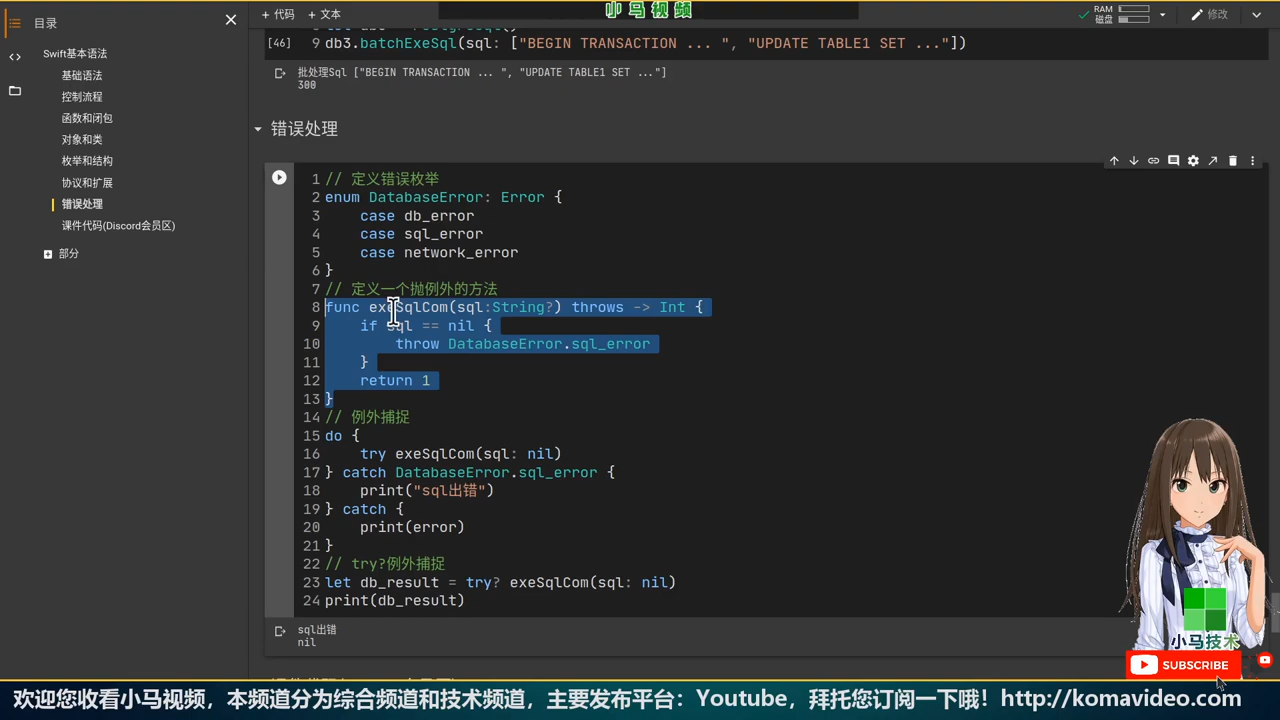 小马视频
目录
+ 代码 + 文本
RAM
磁盘
修改
Swift基本语法
基础语法
控制流程
函数和闭包
对象和类
枚举和结构
协议和扩展
错误处理
课件代码(Discord会员区)
部分
[46] 9 db3.batchExeSql(sql: ["BEGIN TRANSACTION ... ", "UPDATE TABLE1 SET ..."])
批处理Sql ["BEGIN TRANSACTION ... ", "UPDATE TABLE1 SET ..."]
300
错误处理
1 // 定义错误枚举
2 enum DatabaseError: Error {
3 case db_error
4 case sql_error
5 case network_error
6 }
7 // 定义一个抛例外的方法
8 func exeSqlCom(sql:String?) throws -> Int {
9 if sql == nil {
10 throw DatabaseError.sql_error
11 }
12 return 1
13 }
14 // 例外捕捉
15 do {
16 try exeSqlCom(sql: nil)
17 } catch DatabaseError.sql_error {
18 print("sql出错")
19 } catch {
20 print(error)
21 }
22 // try?例外捕捉
23 let db_result = try? exeSqlCom(sql: nil)
24 print(db_result)
sql出错
nil
小马技术
SUBSCRIBE
欢迎您收看小马视频，本频道分为综合频道和技术频道，主要发布平台：Youtube，拜托您订阅一下哦！http://komavideo.com